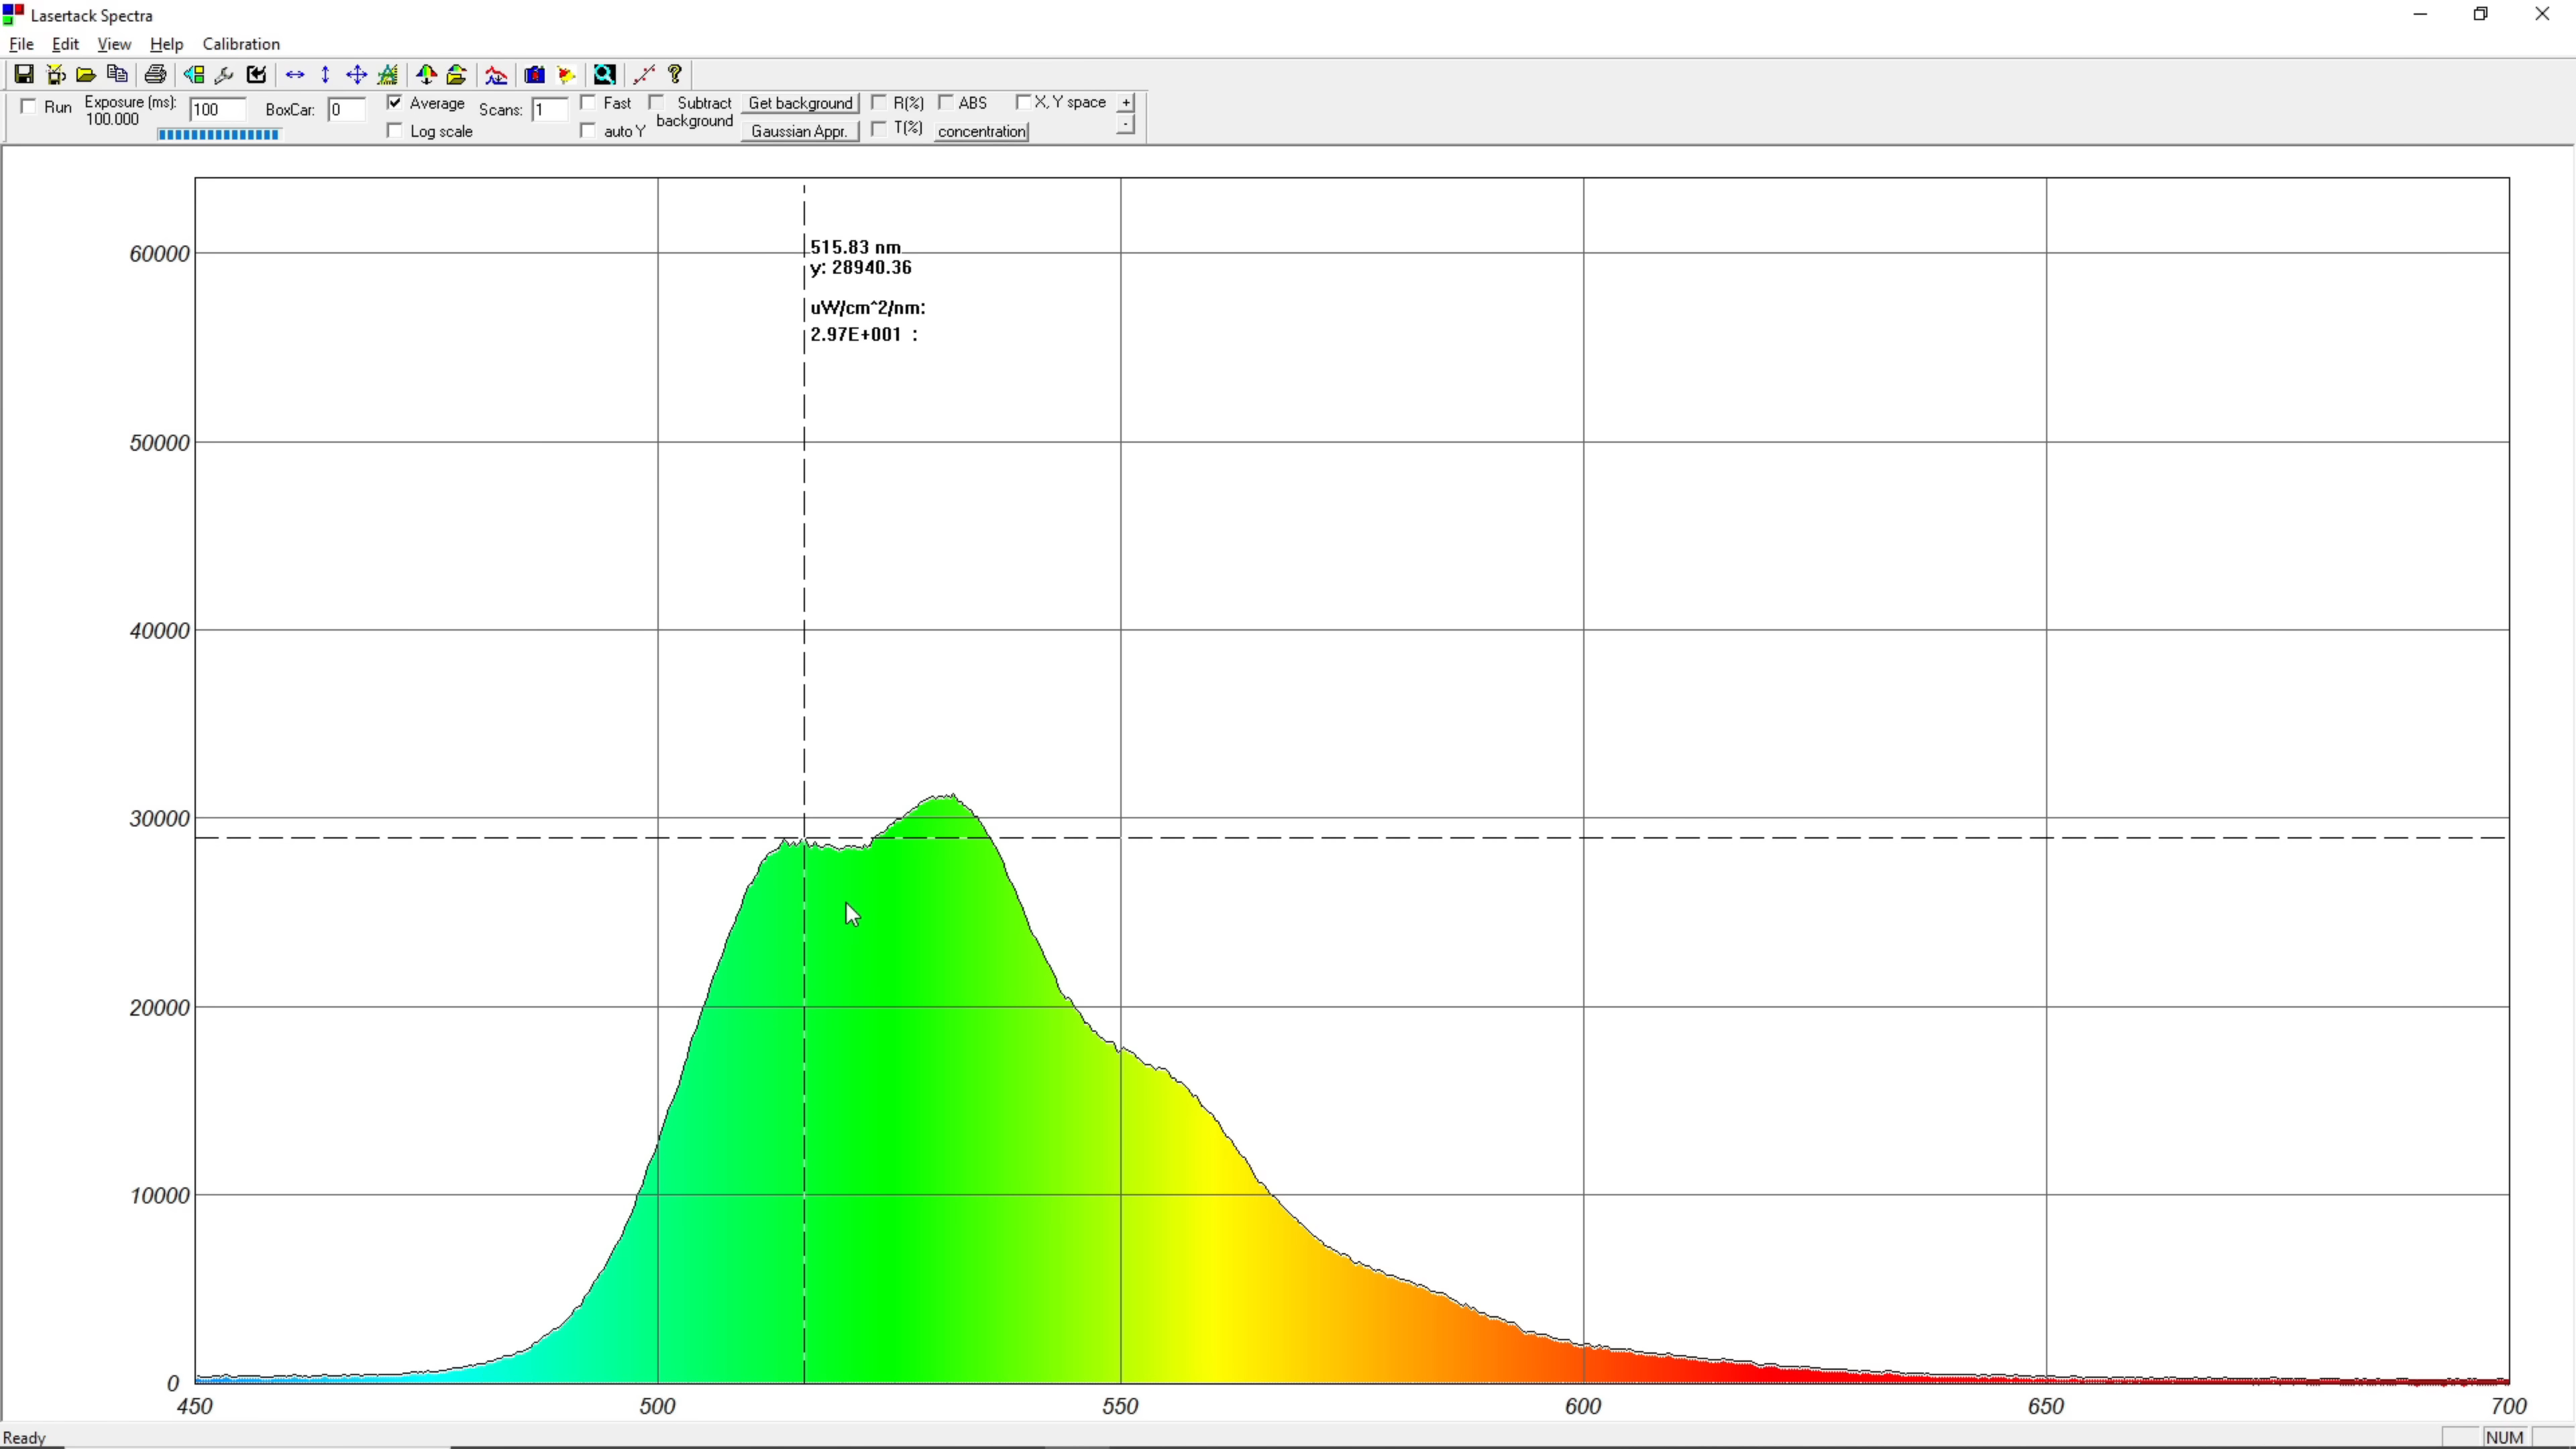 Lasertack Spectra
File Edit View Help Calibration
Run Exposure (ms): 100 BoxCar: 0 Average Scans: 1 Fast Subtract Get background R(%) ABS X, Y space +
100.000 Log scale auto Y background Gaussian Appr. T(%) concentration -
60000
515.83 nm
y: 28940.36
uW/cm^2/nm:
2.97E+001 :
50000
40000
30000
20000
10000
0
450 500 550 600 650 700
Ready NUM